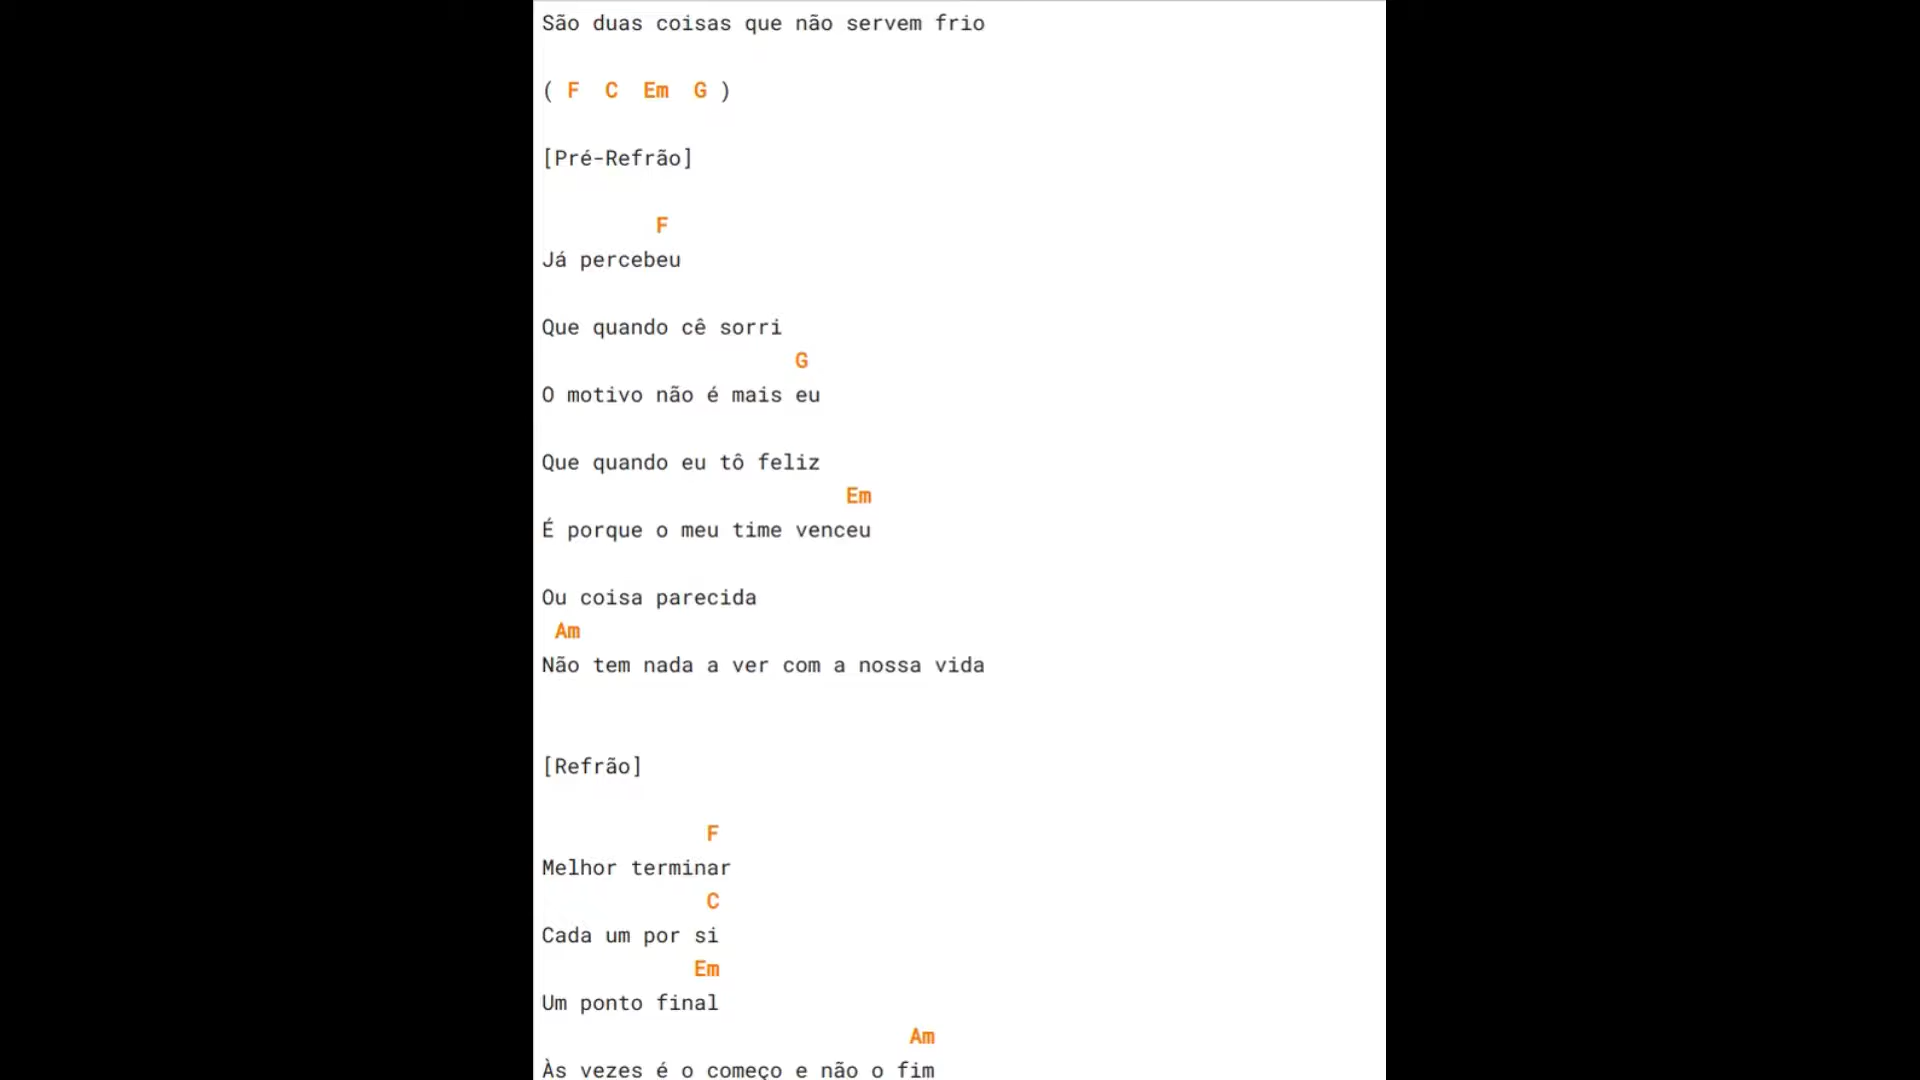 São duas coisas que não servem frio
( F  C  Em  G )
[Pré-Refrão]
F
Já percebeu
Que quando cê sorri
G
O motivo não é mais eu
Que quando eu tô feliz
Em
É porque o meu time venceu
Ou coisa parecida
Am
Não tem nada a ver com a nossa vida
[Refrão]
F
Melhor terminar
C
Cada um por si
Em
Um ponto final
Am
Às vezes é o começo e não o fim